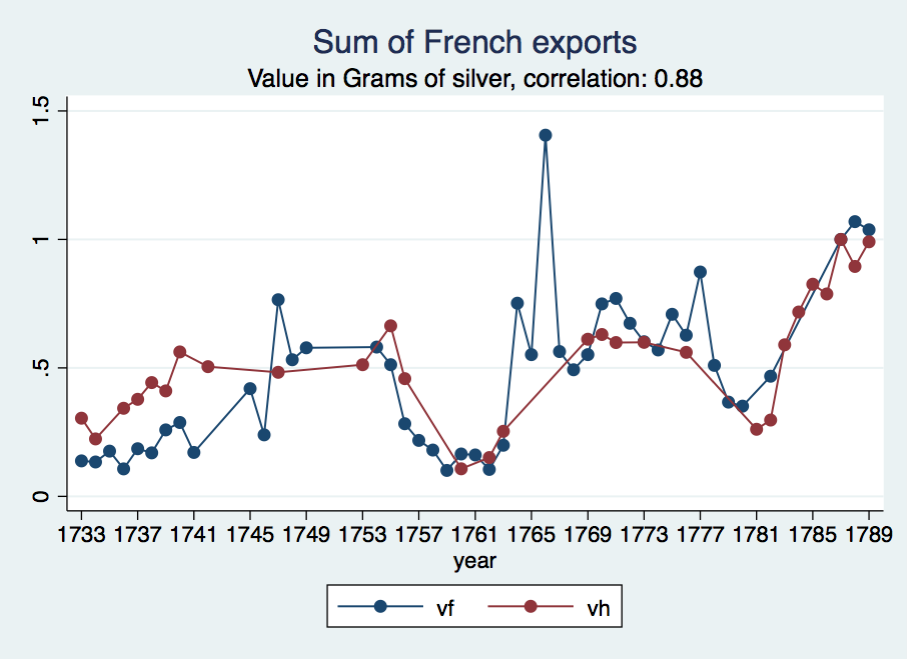 Sum of French exports
Value in Grams of silver, correlation: 0.88
1.5
1
.5
0
1733 1737 1741 1745 1749 1753 1757 1761 1765 1769 1773 1777 1781 1785 1789
year
vf vh